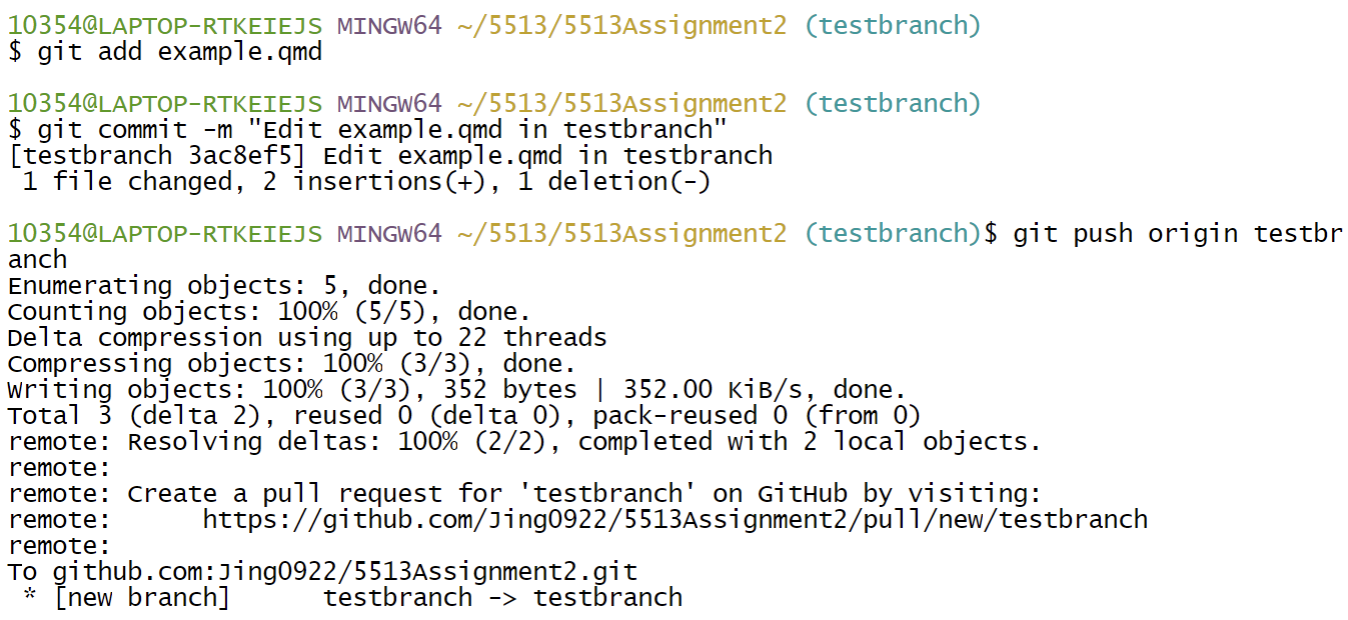 10354@LAPTOP-RTKEIEJS MINGW64 ~/5513/5513Assignment2 (testbranch)
$ git add example.qmd
10354@LAPTOP-RTKEIEJS MINGW64 ~/5513/5513Assignment2 (testbranch)
$ git commit -m "Edit example.qmd in testbranch"
[testbranch 3ac8ef5] Edit example.qmd in testbranch
 1 file changed, 2 insertions(+), 1 deletion(-)
10354@LAPTOP-RTKEIEJS MINGW64 ~/5513/5513Assignment2 (testbranch)$ git push origin testbr
anch
Enumerating objects: 5, done.
Counting objects: 100% (5/5), done.
Delta compression using up to 22 threads
Compressing objects: 100% (3/3), done.
Writing objects: 100% (3/3), 352 bytes | 352.00 KiB/s, done.
Total 3 (delta 2), reused 0 (delta 0), pack-reused 0 (from 0)
remote: Resolving deltas: 100% (2/2), completed with 2 local objects.
remote:
remote: Create a pull request for 'testbranch' on GitHub by visiting:
remote:      https://github.com/Jing0922/5513Assignment2/pull/new/testbranch
remote:
To github.com:Jing0922/5513Assignment2.git
 * [new branch]      testbranch -> testbranch